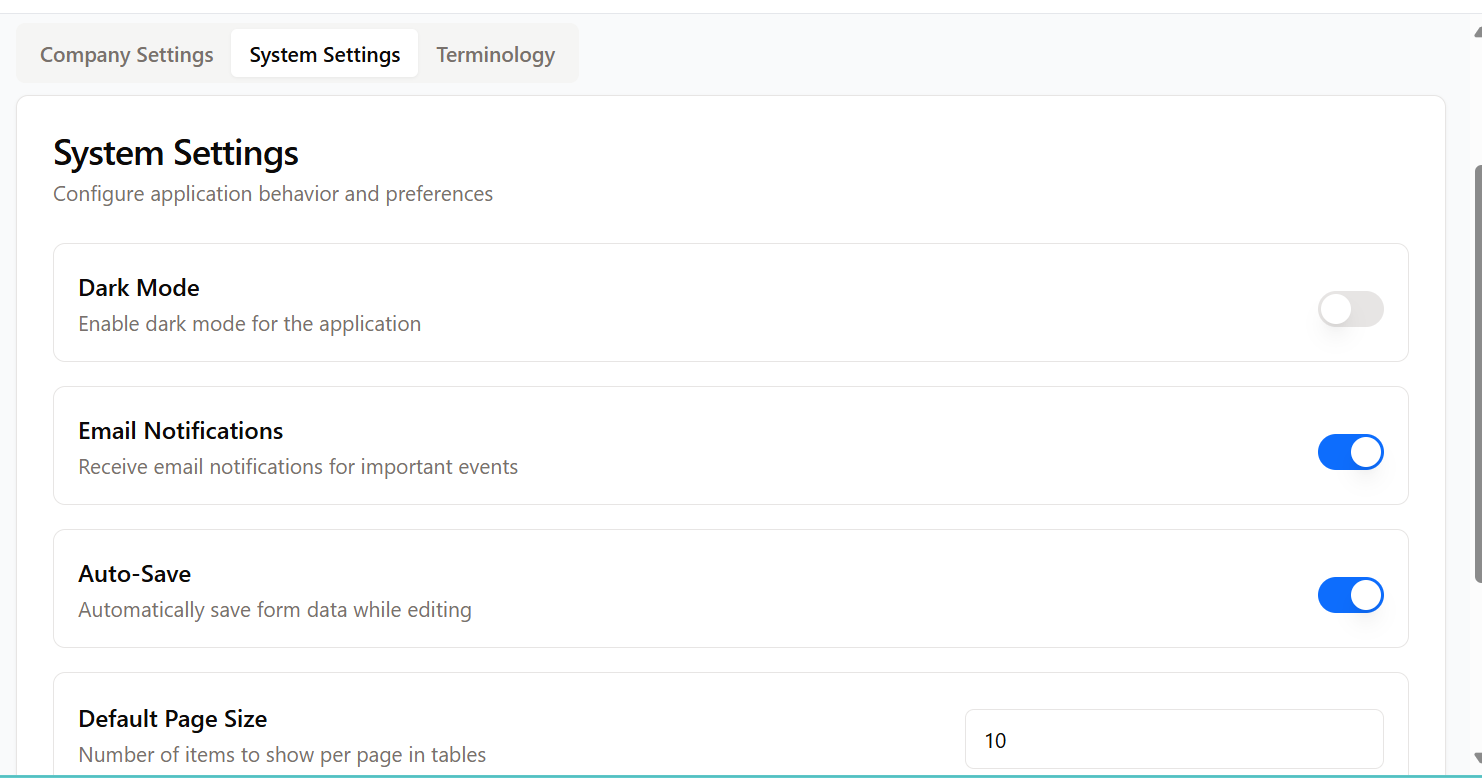 Company Settings
System Settings
Terminology
System Settings
Configure application behavior and preferences
Dark Mode
Enable dark mode for the application
Email Notifications
Receive email notifications for important events
Auto-Save
Automatically save form data while editing
Default Page Size
Number of items to show per page in tables
10